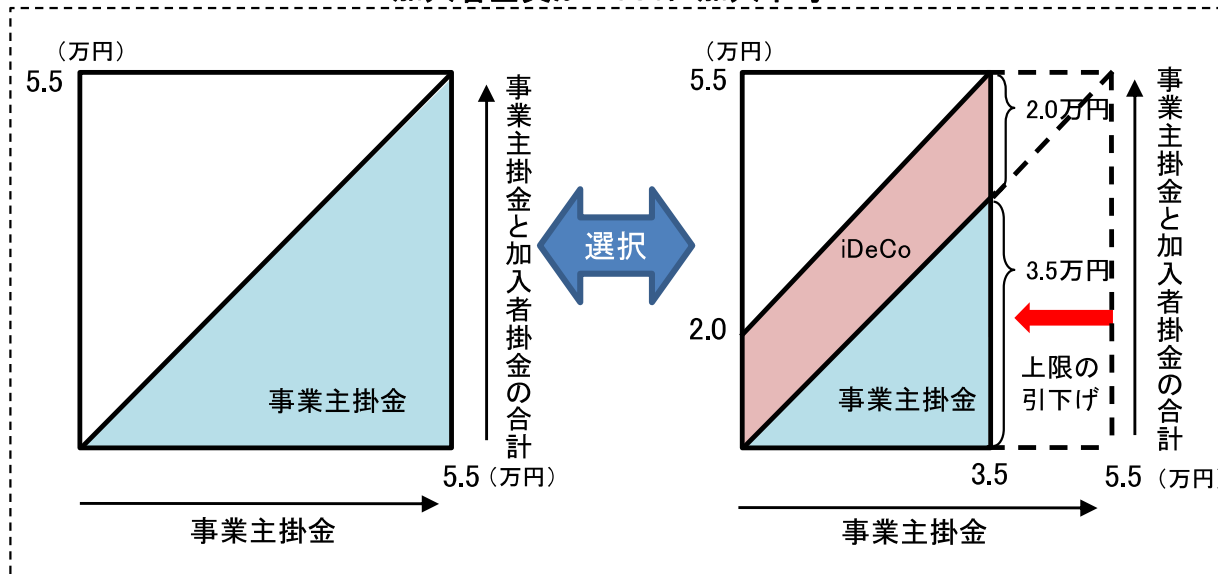 （万円）
5.5
事業主掛金
事業主掛金と加入者掛金の合計
5.5（万円）
事業主掛金
選択
（万円）
5.5
2.0万円
iDeCo
3.5万円
2.0
事業主掛金
上限の
引下げ
事業主掛金と加入者掛金の合計
3.5
5.5（万円）
事業主掛金